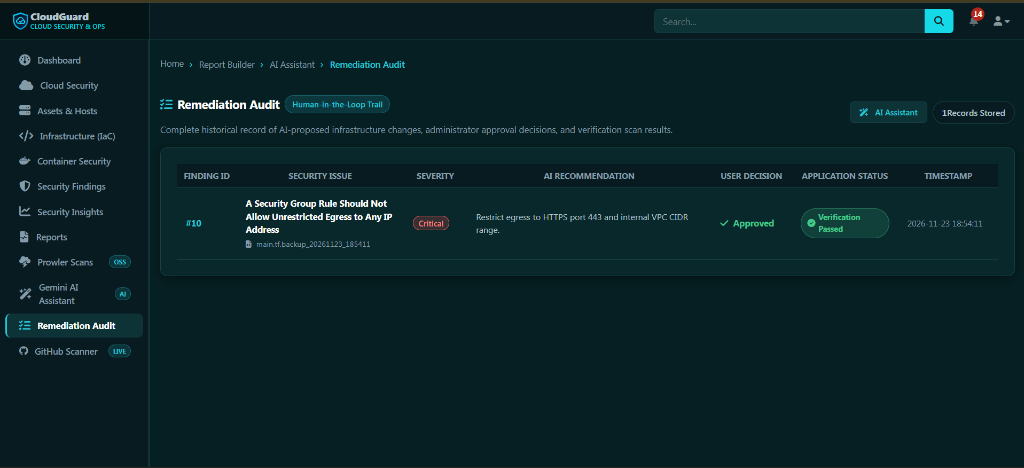 CloudGuard
CLOUD SECURITY & OPS
Search...
14
Dashboard
Cloud Security
Assets & Hosts
Infrastructure (IaC)
Container Security
Security Findings
Security Insights
Reports
Prowler Scans OSS
Gemini AI
Assistant AI
Remediation Audit
GitHub Scanner LIVE
Home › Report Builder › AI Assistant › Remediation Audit
Remediation Audit Human-in-the-Loop Trail
Complete historical record of AI-proposed infrastructure changes, administrator approval decisions, and verification scan results.
AI Assistant
1Records Stored
FINDING ID SECURITY ISSUE SEVERITY AI RECOMMENDATION USER DECISION APPLICATION STATUS TIMESTAMP
#10
A Security Group Rule Should Not
Allow Unrestricted Egress to Any IP
Address
main.tf.backup_20261123_185411
Critical
Restrict egress to HTTPS port 443 and internal VPC CIDR
range.
Approved
Verification
Passed
2026-11-23 18:54:11